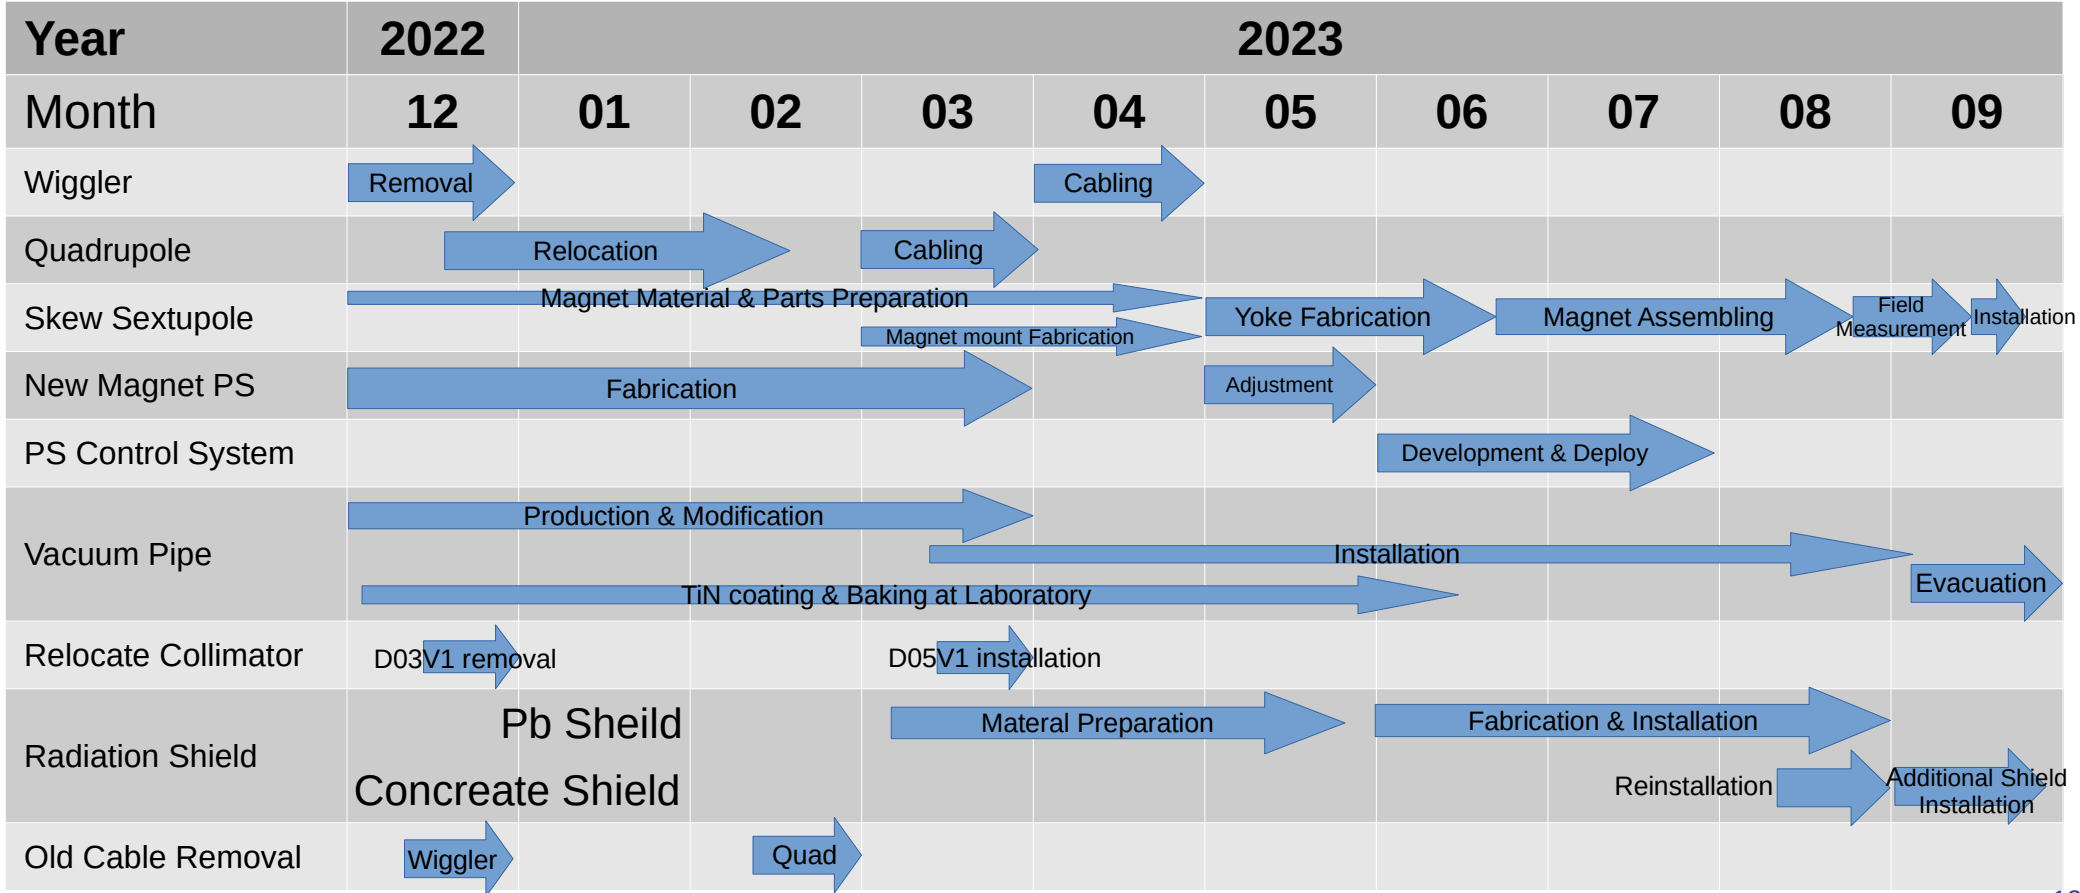 Year 2022 2023
Month 12 01 02 03 04 05 06 07 08 09
Wiggler Removal Cabling
Quadrupole Relocation Cabling
Magnet Material & Parts Preparation
Skew Sextupole Yoke Fabrication Magnet Assembling Field Measurement Installation
Magnet mount Fabrication
New Magnet PS Fabrication Adjustment
PS Control System Development & Deploy
Production & Modification
Vacuum Pipe Installation
Evacuation
TiN coating & Baking at Laboratory
Relocate Collimator D03V1 removal D05V1 installation
Pb Sheild Materal Preparation Fabrication & Installation
Radiation Shield
Concreate Shield Reinstallation Additional Shield Installation
Old Cable Removal Wiggler Quad